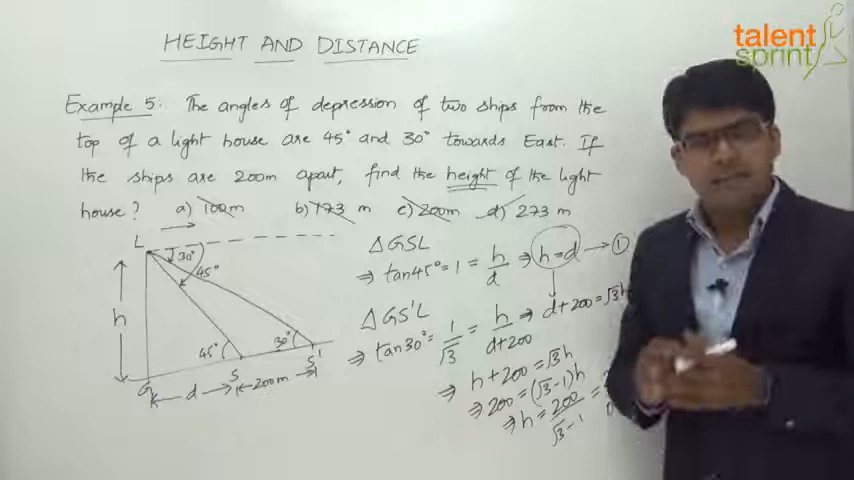 talent
sprint
HEIGHT AND DISTANCE
Example 5: The angles of depression of two ships from the
top of a light house are 45° and 30° towards East. If
the ships are 200m apart, find the height of the light
house? a) 100m b) 173 m c) 200m d) 273 m
L
30°
45°
h
45°
30°
G
S
S'
d
200m
△GSL
⇒ tan45° = 1 = h/d ⇒ h=d → ①
△GS'L
⇒ tan30° = 1/√3 = h/d+200 ⇒ d+200 = √3h
⇒ h+200 = √3h
⇒ 200 = (√3-1)h
⇒ h = 200/√3-1 =